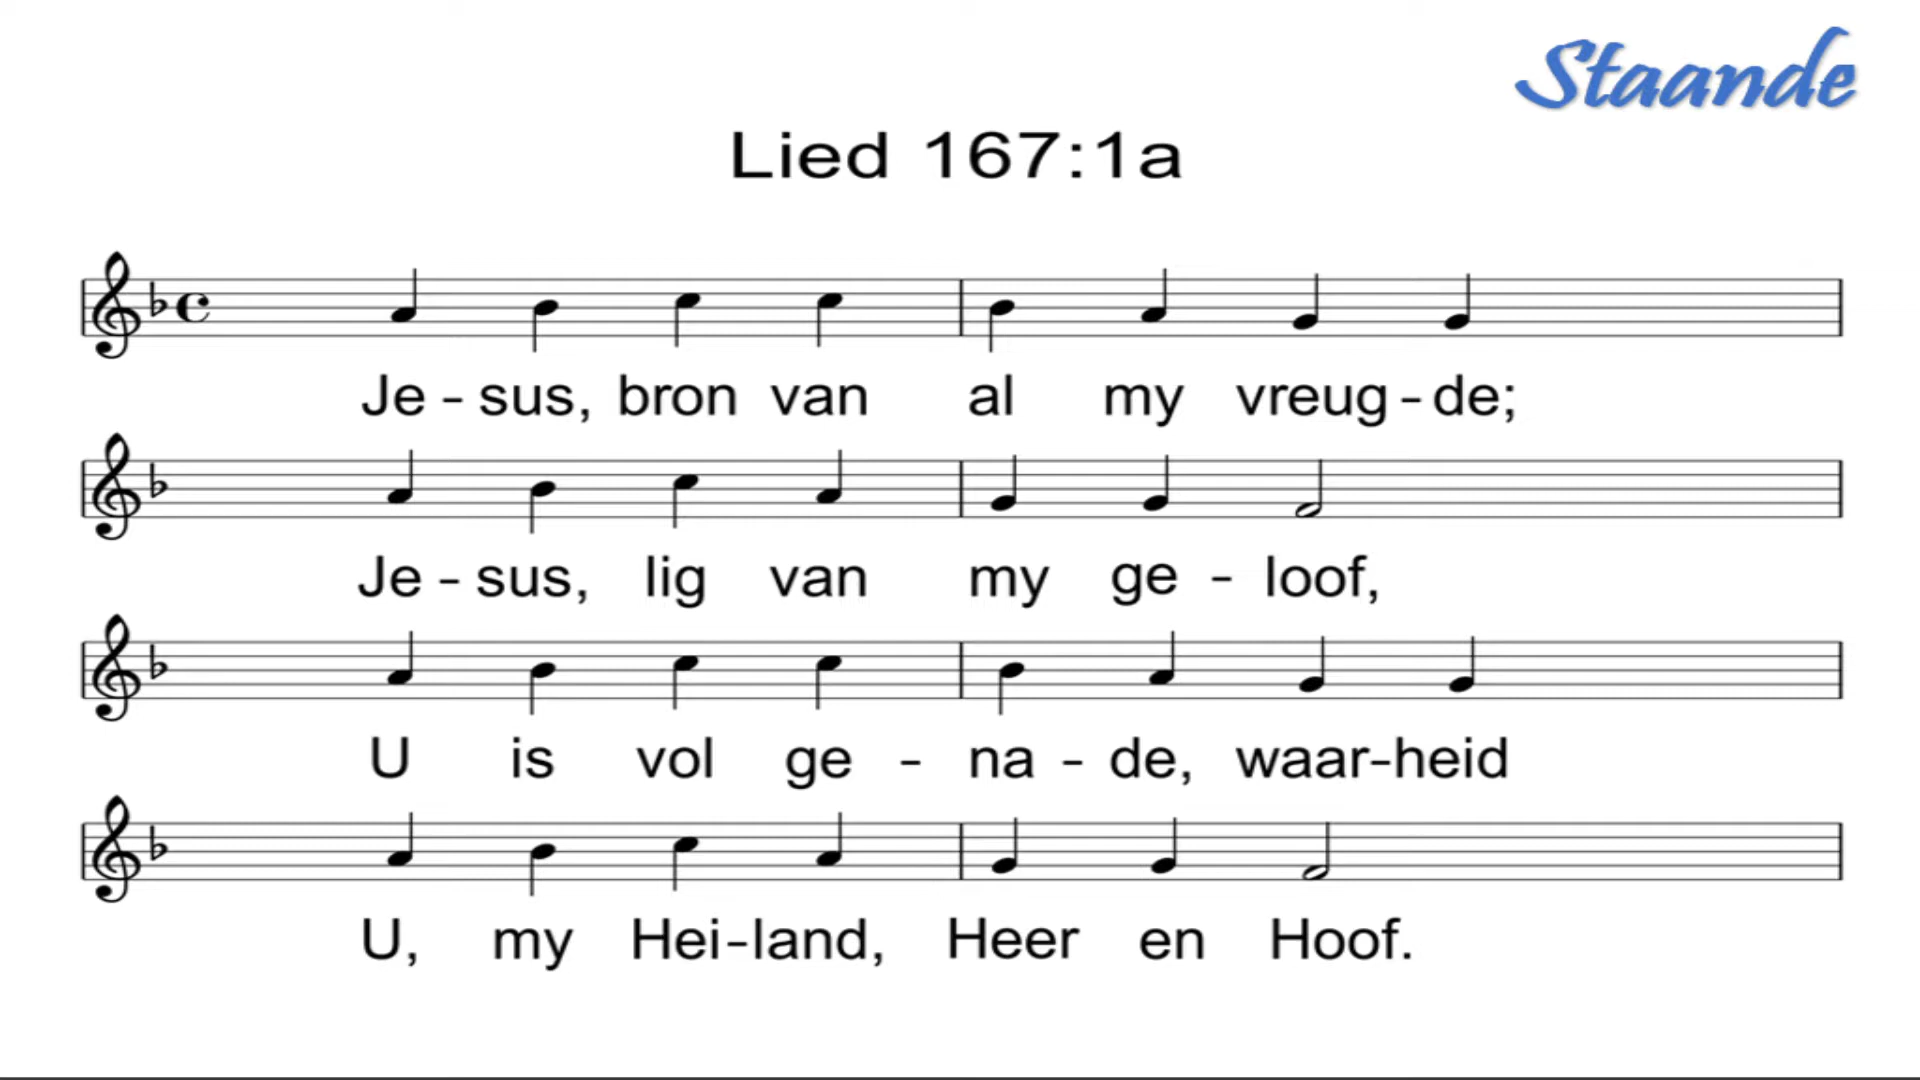 Staande
Lied 167:1a
Je-sus, bron van al my vreug-de;
Je-sus, lig van my ge-loof,
U is vol ge-na-de, waar-heid
U, my Hei-land, Heer en Hoof.